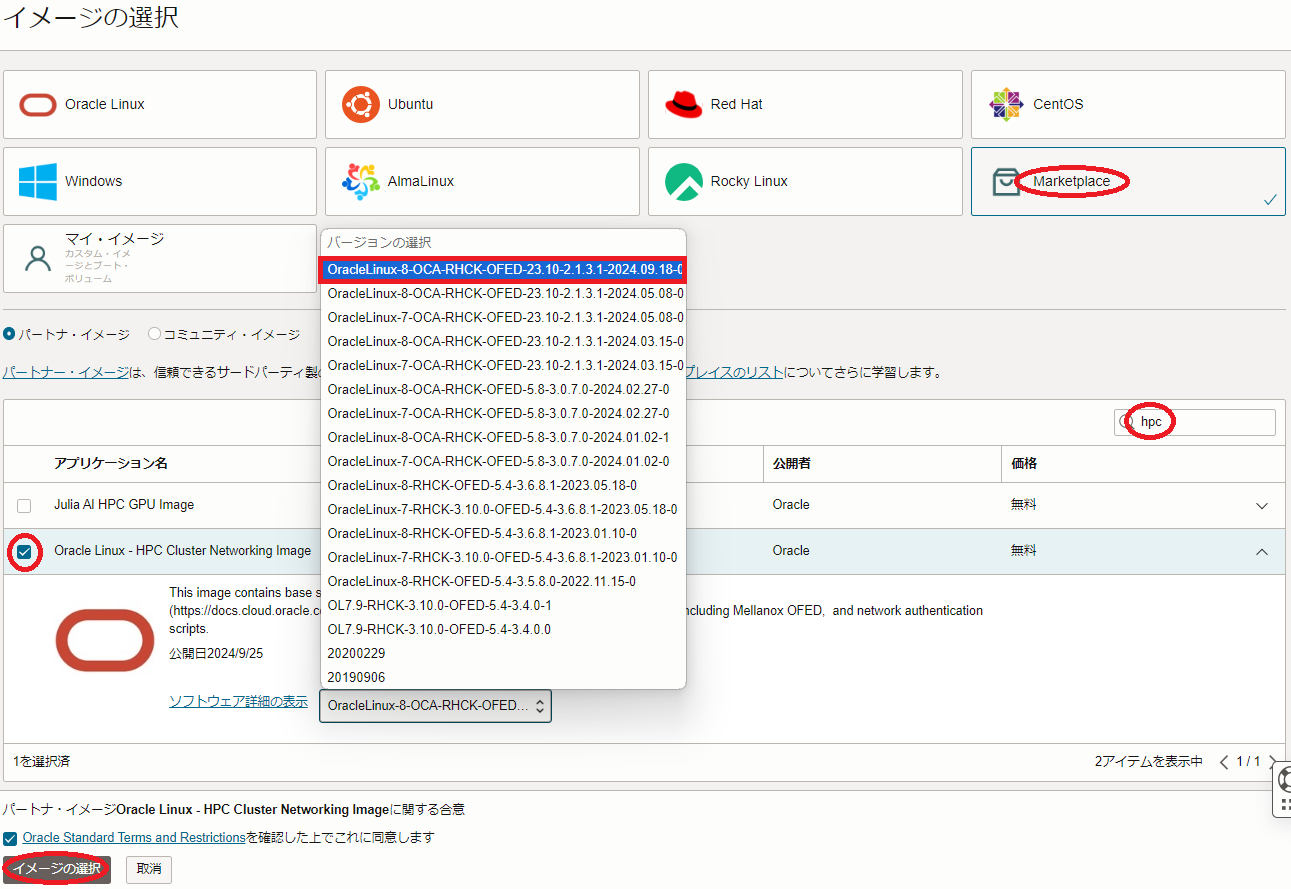 イメージの選択
Oracle Linux
Ubuntu
Red Hat
CentOS
Windows
AlmaLinux
Rocky Linux
Marketplace
マイ・イメージ
カスタム・イメ
ージとブート・
ボリューム
バージョンの選択
OracleLinux-8-OCA-RHCK-OFED-23.10-2.1.3.1-2024.09.18-0
OracleLinux-8-OCA-RHCK-OFED-23.10-2.1.3.1-2024.05.08-0
OracleLinux-7-OCA-RHCK-OFED-23.10-2.1.3.1-2024.05.08-0
OracleLinux-8-OCA-RHCK-OFED-23.10-2.1.3.1-2024.03.15-0
OracleLinux-7-OCA-RHCK-OFED-23.10-2.1.3.1-2024.03.15-0
OracleLinux-8-OCA-RHCK-OFED-5.8-3.0.7.0-2024.02.27-0
OracleLinux-7-OCA-RHCK-OFED-5.8-3.0.7.0-2024.02.27-0
OracleLinux-8-OCA-RHCK-OFED-5.8-3.0.7.0-2024.01.02-1
OracleLinux-7-OCA-RHCK-OFED-5.8-3.0.7.0-2024.01.02-0
OracleLinux-8-RHCK-OFED-5.4-3.6.8.1-2023.05.18-0
OracleLinux-7-RHCK-3.10.0-OFED-5.4-3.6.8.1-2023.05.18-0
OracleLinux-8-RHCK-OFED-5.4-3.6.8.1-2023.01.10-0
OracleLinux-7-RHCK-3.10.0-OFED-5.4-3.6.8.1-2023.01.10-0
OracleLinux-8-RHCK-OFED-5.4-3.5.8.0-2022.11.15-0
OL7.9-RHCK-3.10.0-OFED-5.4-3.4.0-1
OL7.9-RHCK-3.10.0-OFED-5.4-3.4.0.0
20200229
20190906
パートナ・イメージ コミュニティ・イメージ
パートナー・イメージは、信頼できるサードパーティ製 プレイスのリストについてさらに学習します。
hpc
アプリケーション名 公開者 価格
Julia AI HPC GPU Image Oracle 無料
Oracle Linux - HPC Cluster Networking Image Oracle 無料
This image contains base s
(https://docs.cloud.oracle.c ncluding Mellanox OFED, and network authentication
scripts.
公開日2024/9/25
ソフトウェア詳細の表示 OracleLinux-8-OCA-RHCK-OFED...
1を選択済 2アイテムを表示中 1 / 1
パートナ・イメージOracle Linux - HPC Cluster Networking Imageに関する合意
Oracle Standard Terms and Restrictionsを確認した上でこれに同意します
イメージの選択 取消